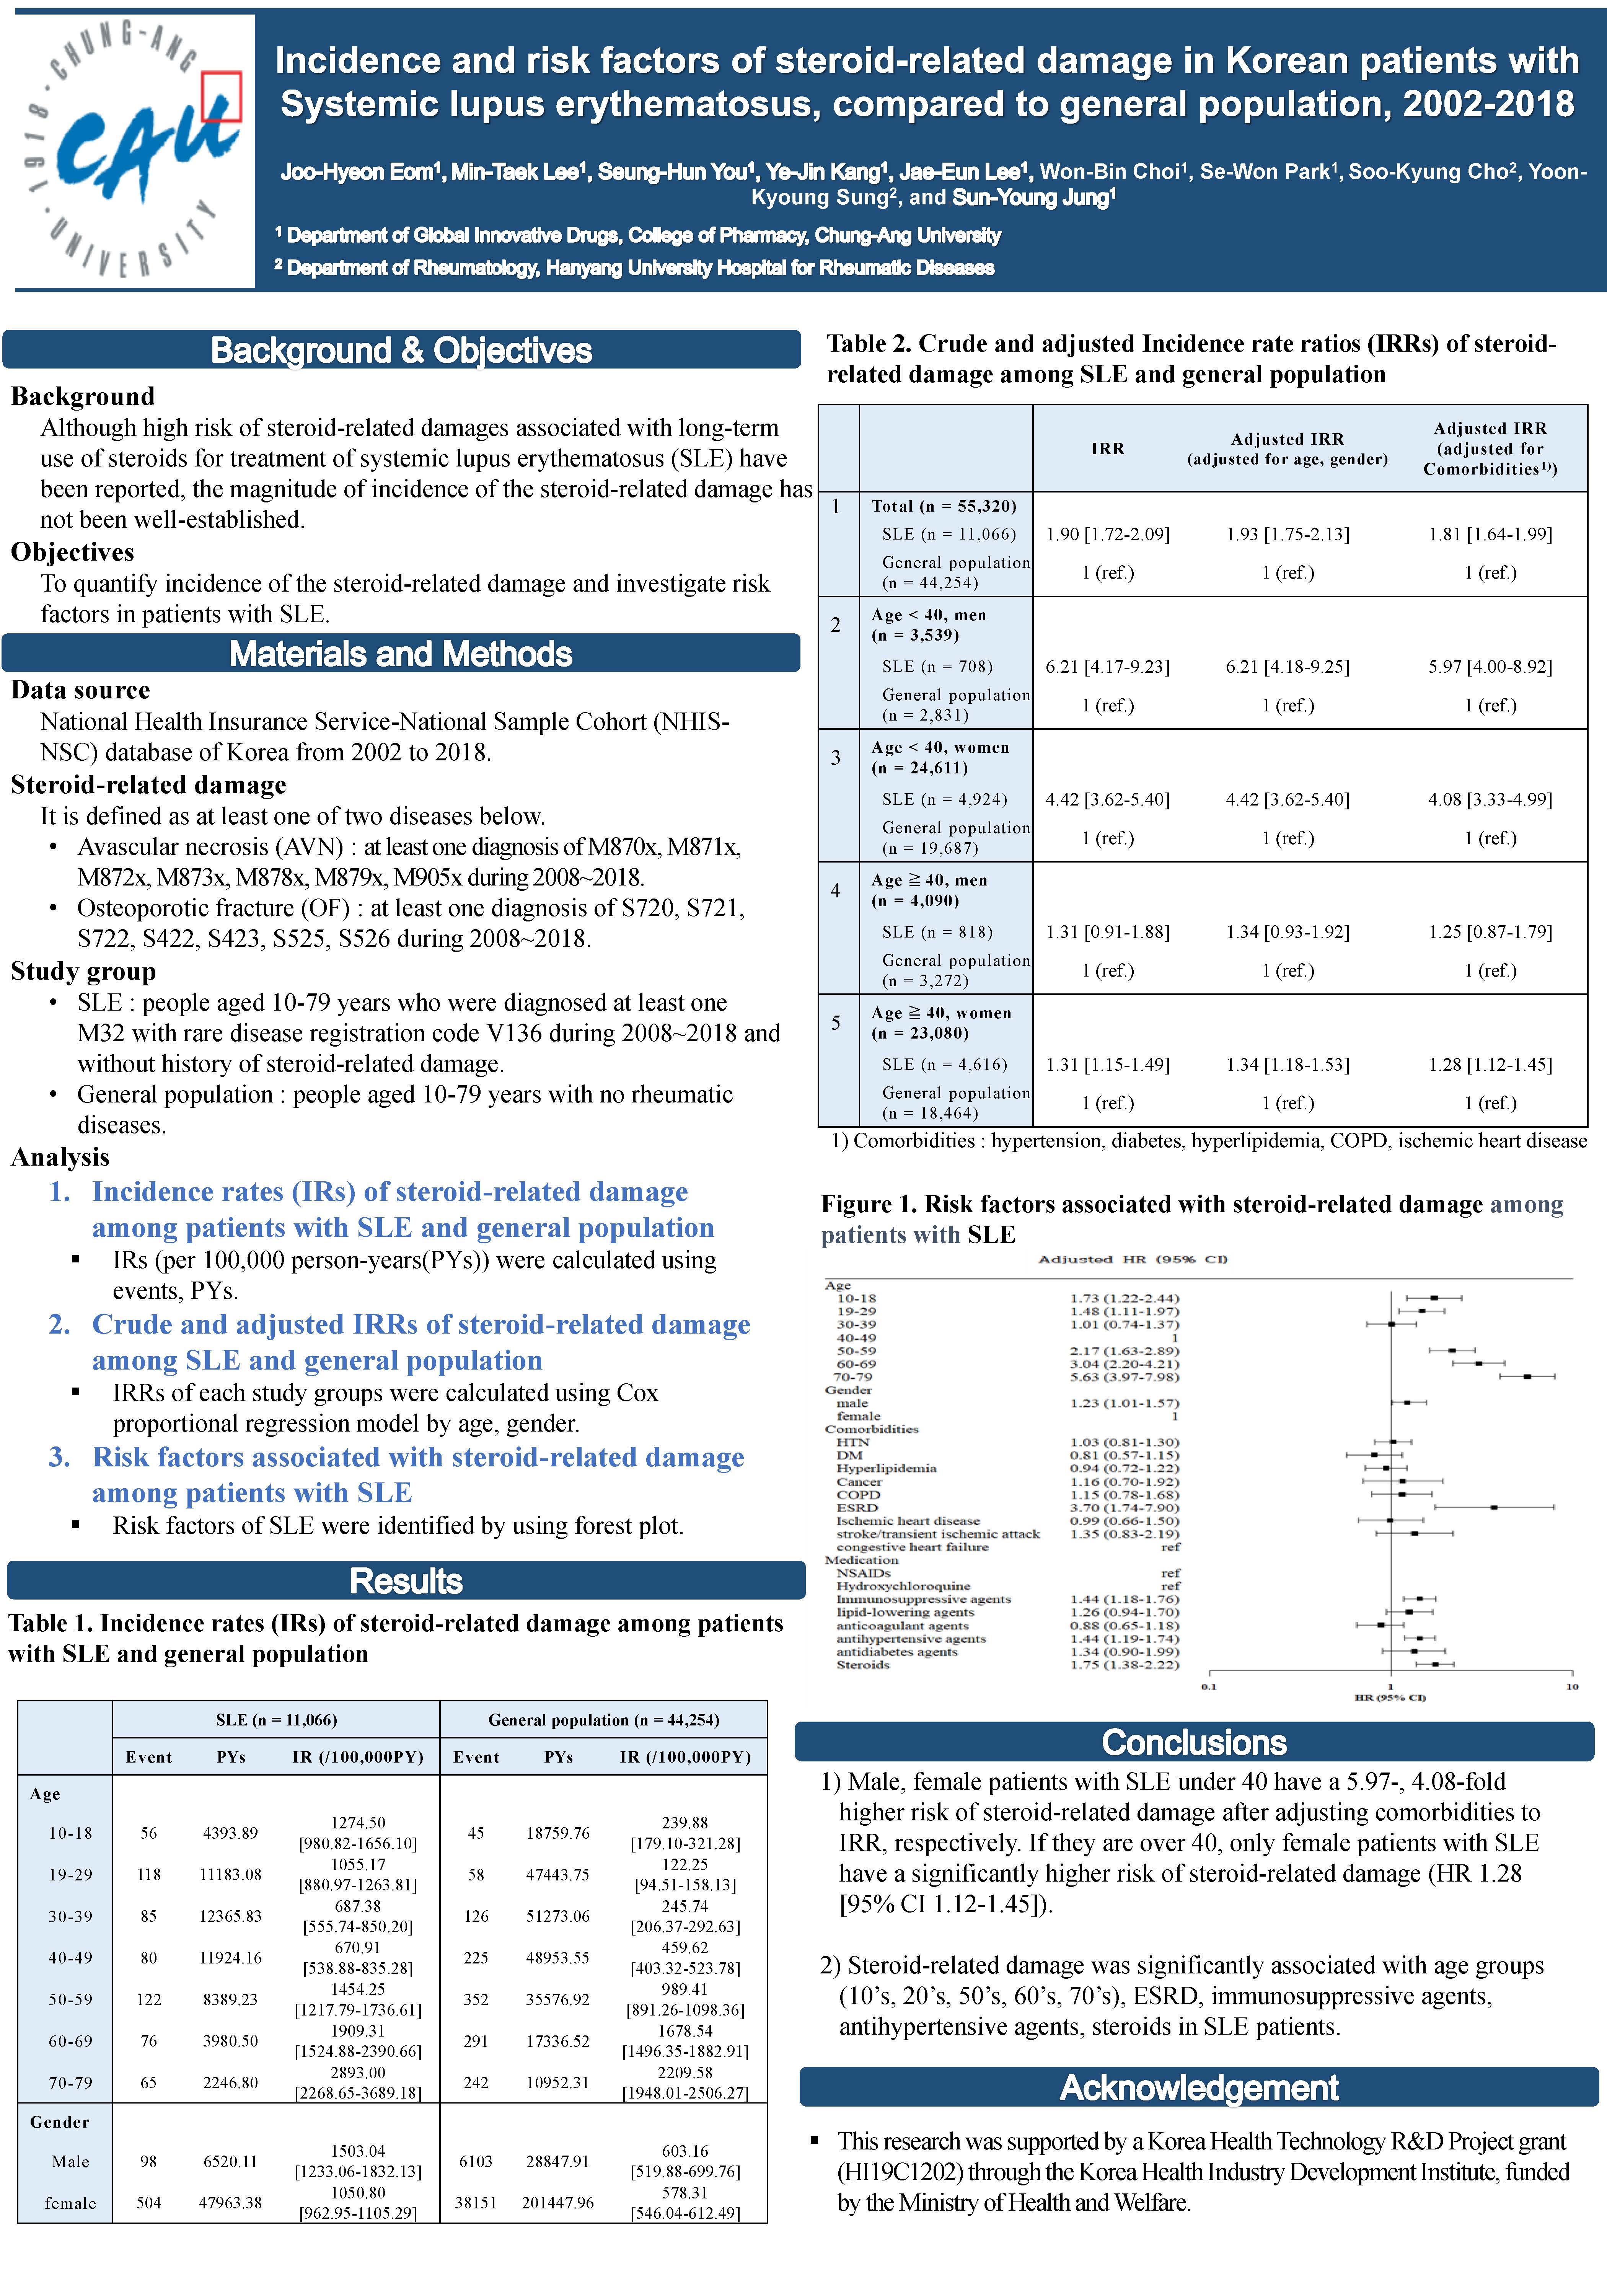 1918 · CHUNG-ANG · UNIVERSITY
CAU
Incidence and risk factors of steroid-related damage in Korean patients with
Systemic lupus erythematosus, compared to general population, 2002-2018
Joo-Hyeon Eom¹, Min-Taek Lee¹, Seung-Hun You¹, Ye-Jin Kang¹, Jae-Eun Lee¹, Won-Bin Choi¹, Se-Won Park¹, Soo-Kyung Cho², Yoon-
Kyoung Sung², and Sun-Young Jung¹
¹ Department of Global Innovative Drugs, College of Pharmacy, Chung-Ang University
² Department of Rheumatology, Hanyang University Hospital for Rheumatic Diseases
Background & Objectives
Background
Although high risk of steroid-related damages associated with long-term
use of steroids for treatment of systemic lupus erythematosus (SLE) have
been reported, the magnitude of incidence of the steroid-related damage has
not been well-established.
Objectives
To quantify incidence of the steroid-related damage and investigate risk
factors in patients with SLE.
Materials and Methods
Data source
National Health Insurance Service-National Sample Cohort (NHIS-
NSC) database of Korea from 2002 to 2018.
Steroid-related damage
It is defined as at least one of two diseases below.
• Avascular necrosis (AVN) : at least one diagnosis of M870x, M871x,
M872x, M873x, M878x, M879x, M905x during 2008~2018.
• Osteoporotic fracture (OF) : at least one diagnosis of S720, S721,
S722, S422, S423, S525, S526 during 2008~2018.
Study group
• SLE : people aged 10-79 years who were diagnosed at least one
M32 with rare disease registration code V136 during 2008~2018 and
without history of steroid-related damage.
• General population : people aged 10-79 years with no rheumatic
diseases.
Analysis
1. Incidence rates (IRs) of steroid-related damage
among patients with SLE and general population
▪ IRs (per 100,000 person-years(PYs)) were calculated using
events, PYs.
2. Crude and adjusted IRRs of steroid-related damage
among SLE and general population
▪ IRRs of each study groups were calculated using Cox
proportional regression model by age, gender.
3. Risk factors associated with steroid-related damage
among patients with SLE
▪ Risk factors of SLE were identified by using forest plot.
Results
Table 1. Incidence rates (IRs) of steroid-related damage among patients
with SLE and general population
SLE (n = 11,066) General population (n = 44,254)
Event PYs IR (/100,000PY) Event PYs IR (/100,000PY)
Age
10-18 56 4393.89 1274.50 [980.82-1656.10] 45 18759.76 239.88 [179.10-321.28]
19-29 118 11183.08 1055.17 [880.97-1263.81] 58 47443.75 122.25 [94.51-158.13]
30-39 85 12365.83 687.38 [555.74-850.20] 126 51273.06 245.74 [206.37-292.63]
40-49 80 11924.16 670.91 [538.88-835.28] 225 48953.55 459.62 [403.32-523.78]
50-59 122 8389.23 1454.25 [1217.79-1736.61] 352 35576.92 989.41 [891.26-1098.36]
60-69 76 3980.50 1909.31 [1524.88-2390.66] 291 17336.52 1678.54 [1496.35-1882.91]
70-79 65 2246.80 2893.00 [2268.65-3689.18] 242 10952.31 2209.58 [1948.01-2506.27]
Gender
Male 98 6520.11 1503.04 [1233.06-1832.13] 6103 28847.91 603.16 [519.88-699.76]
female 504 47963.38 1050.80 [962.95-1105.29] 38151 201447.96 578.31 [546.04-612.49]
Table 2. Crude and adjusted Incidence rate ratios (IRRs) of steroid-
related damage among SLE and general population
IRR Adjusted IRR (adjusted for age, gender) Adjusted IRR (adjusted for Comorbidities¹⁾)
1 Total (n = 55,320)
SLE (n = 11,066) 1.90 [1.72-2.09] 1.93 [1.75-2.13] 1.81 [1.64-1.99]
General population (n = 44,254) 1 (ref.) 1 (ref.) 1 (ref.)
2 Age < 40, men (n = 3,539)
SLE (n = 708) 6.21 [4.17-9.23] 6.21 [4.18-9.25] 5.97 [4.00-8.92]
General population (n = 2,831) 1 (ref.) 1 (ref.) 1 (ref.)
3 Age < 40, women (n = 24,611)
SLE (n = 4,924) 4.42 [3.62-5.40] 4.42 [3.62-5.40] 4.08 [3.33-4.99]
General population (n = 19,687) 1 (ref.) 1 (ref.) 1 (ref.)
4 Age ≧ 40, men (n = 4,090)
SLE (n = 818) 1.31 [0.91-1.88] 1.34 [0.93-1.92] 1.25 [0.87-1.79]
General population (n = 3,272) 1 (ref.) 1 (ref.) 1 (ref.)
5 Age ≧ 40, women (n = 23,080)
SLE (n = 4,616) 1.31 [1.15-1.49] 1.34 [1.18-1.53] 1.28 [1.12-1.45]
General population (n = 18,464) 1 (ref.) 1 (ref.) 1 (ref.)
1) Comorbidities : hypertension, diabetes, hyperlipidemia, COPD, ischemic heart disease
Figure 1. Risk factors associated with steroid-related damage among
patients with SLE
Adjusted HR (95% CI)
Age
10-18 1.73 (1.22-2.44)
19-29 1.48 (1.11-1.97)
30-39 1.01 (0.74-1.37)
40-49 1
50-59 2.17 (1.63-2.89)
60-69 3.04 (2.20-4.21)
70-79 5.63 (3.97-7.98)
Gender
male 1.23 (1.01-1.57)
female 1
Comorbidities
HTN 1.03 (0.81-1.30)
DM 0.81 (0.57-1.15)
Hyperlipidemia 0.94 (0.72-1.22)
Cancer 1.16 (0.70-1.92)
COPD 1.15 (0.78-1.68)
ESRD 3.70 (1.74-7.90)
Ischemic heart disease 0.99 (0.66-1.50)
stroke/transient ischemic attack 1.35 (0.83-2.19)
congestive heart failure ref
Medication
NSAIDs ref
Hydroxychloroquine ref
Immunosuppressive agents 1.44 (1.18-1.76)
lipid-lowering agents 1.26 (0.94-1.70)
anticoagulant agents 0.88 (0.65-1.18)
antihypertensive agents 1.44 (1.19-1.74)
antidiabetes agents 1.34 (0.90-1.99)
Steroids 1.75 (1.38-2.22)
0.1 1 10
HR (95% CI)
Conclusions
1) Male, female patients with SLE under 40 have a 5.97-, 4.08-fold
higher risk of steroid-related damage after adjusting comorbidities to
IRR, respectively. If they are over 40, only female patients with SLE
have a significantly higher risk of steroid-related damage (HR 1.28
[95% CI 1.12-1.45]).
2) Steroid-related damage was significantly associated with age groups
(10’s, 20’s, 50’s, 60’s, 70’s), ESRD, immunosuppressive agents,
antihypertensive agents, steroids in SLE patients.
Acknowledgement
▪ This research was supported by a Korea Health Technology R&D Project grant
(HI19C1202) through the Korea Health Industry Development Institute, funded
by the Ministry of Health and Welfare.